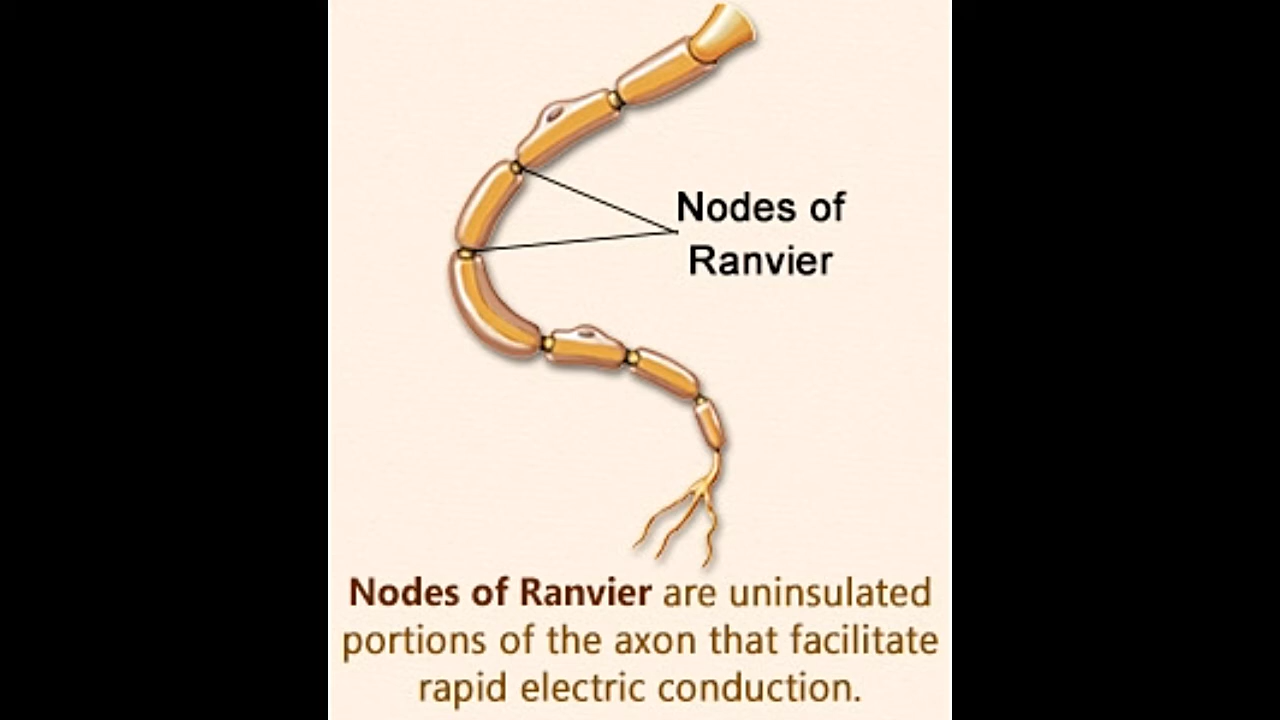 Nodes of
Ranvier
Nodes of Ranvier are uninsulated
portions of the axon that facilitate
rapid electric conduction.